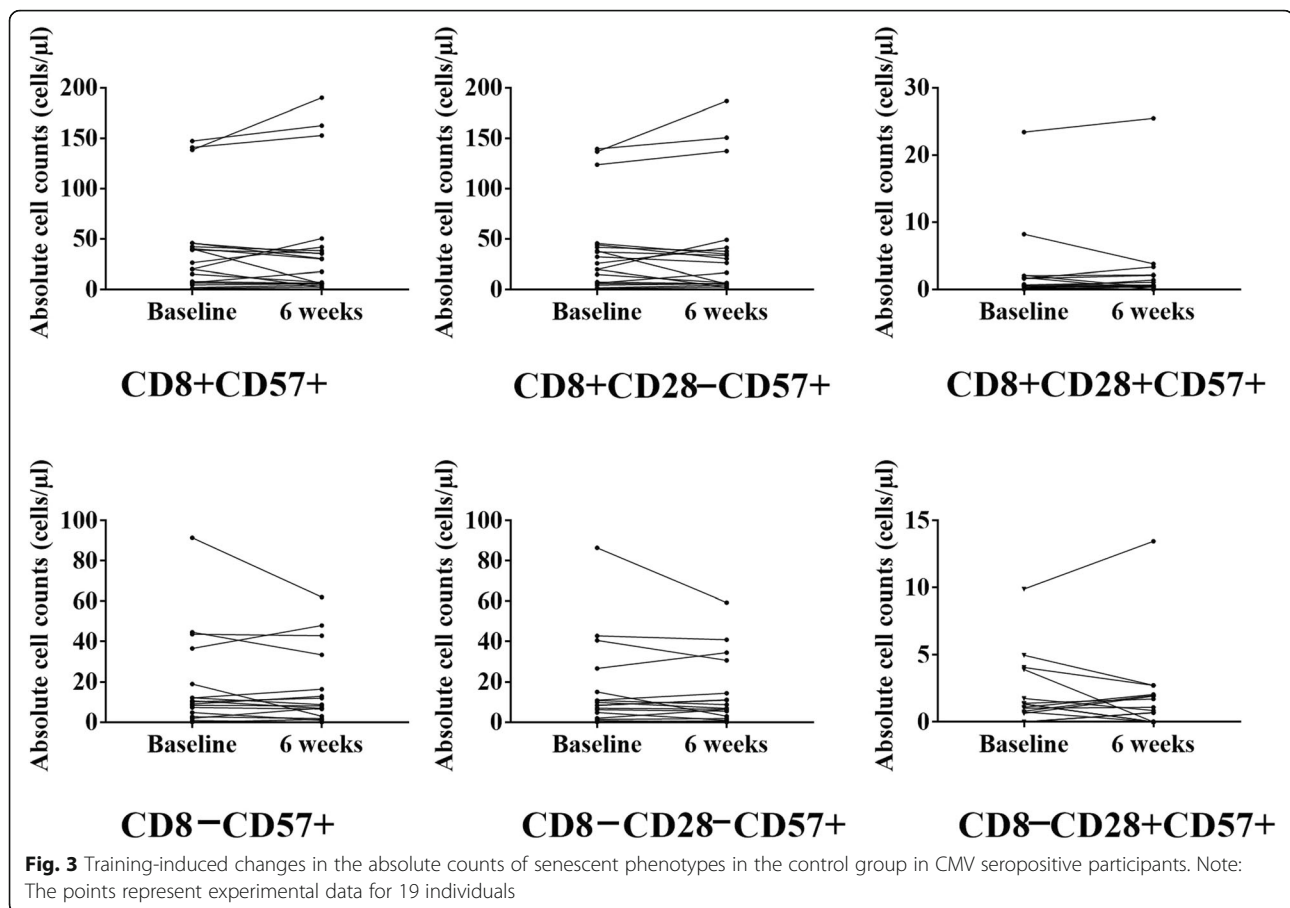 Absolute cell counts (cells/µl)
200
150
100
50
0
Baseline 6 weeks
CD8+CD57+
Absolute cell counts (cells/µl)
200
150
100
50
0
Baseline 6 weeks
CD8+CD28−CD57+
Absolute cell counts (cells/µl)
30
20
10
0
Baseline 6 weeks
CD8+CD28+CD57+
Absolute cell counts (cells/µl)
100
80
60
40
20
0
Baseline 6 weeks
CD8−CD57+
Absolute cell counts (cells/µl)
100
80
60
40
20
0
Baseline 6 weeks
CD8−CD28−CD57+
Absolute cell counts (cells/µl)
15
10
5
0
Baseline 6 weeks
CD8−CD28+CD57+
Fig. 3 Training-induced changes in the absolute counts of senescent phenotypes in the control group in CMV seropositive participants. Note:
The points represent experimental data for 19 individuals